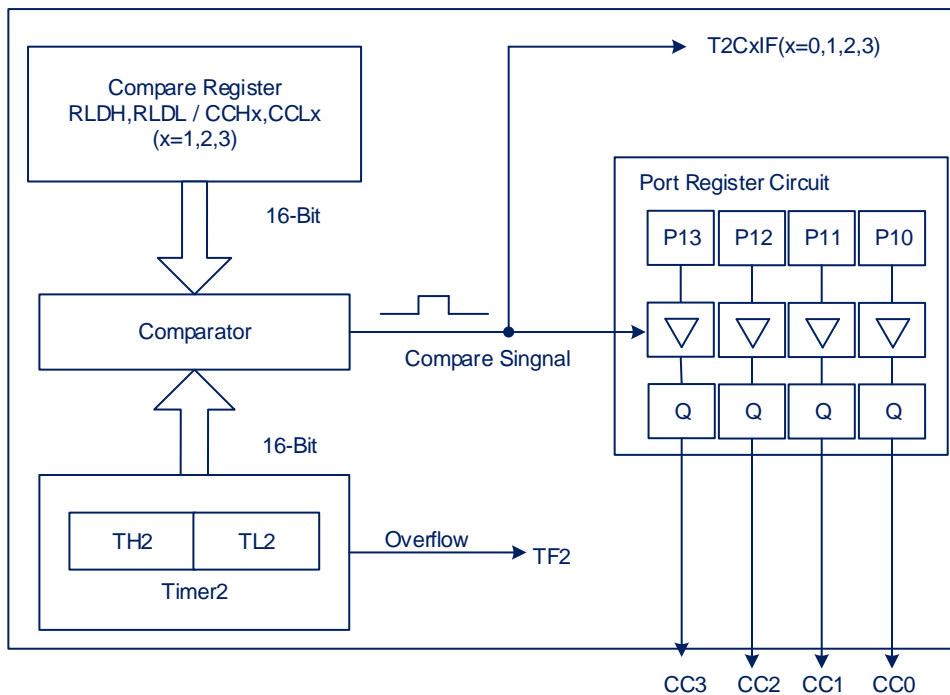 T2CxIF(x=0,1,2,3)
Compare Register
RLDH,RLDL / CCHx,CCLx
(x=1,2,3)
16-Bit
Port Register Circuit
P13 P12 P11 P10
Comparator
Compare Singnal
Q Q Q Q
16-Bit
TH2 TL2
Timer2
Overflow
TF2
CC3 CC2 CC1 CC0